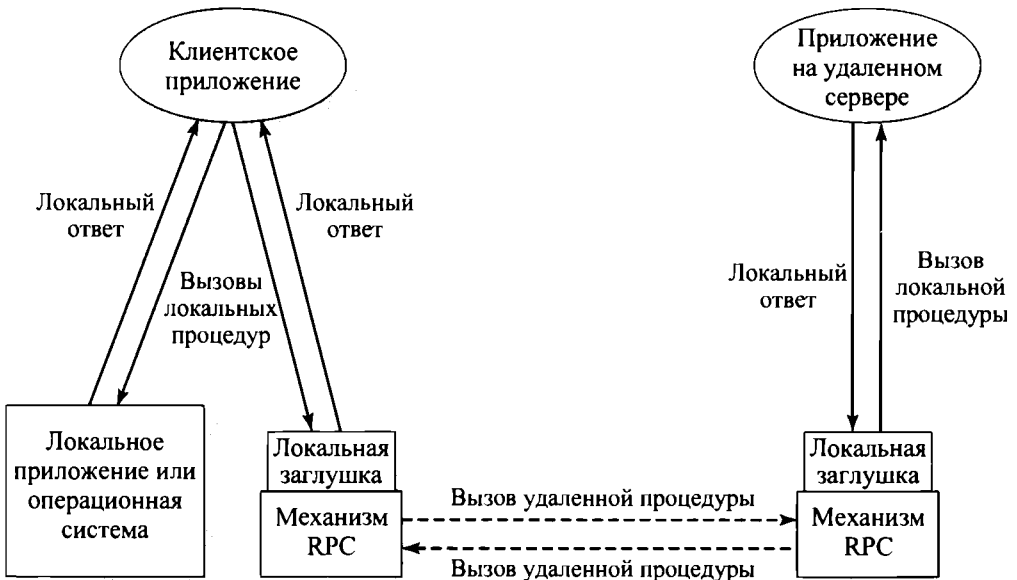 Клиентское
приложение
Приложение
на удаленном
сервере
Локальный
ответ
Локальный
ответ
Вызовы
локальных
процедур
Локальный
ответ
Вызов
локальной
процедуры
Локальное
приложение или
операционная
система
Локальная
заглушка
Механизм
RPC
Вызов удаленной процедуры
Вызов удаленной процедуры
Локальная
заглушка
Механизм
RPC